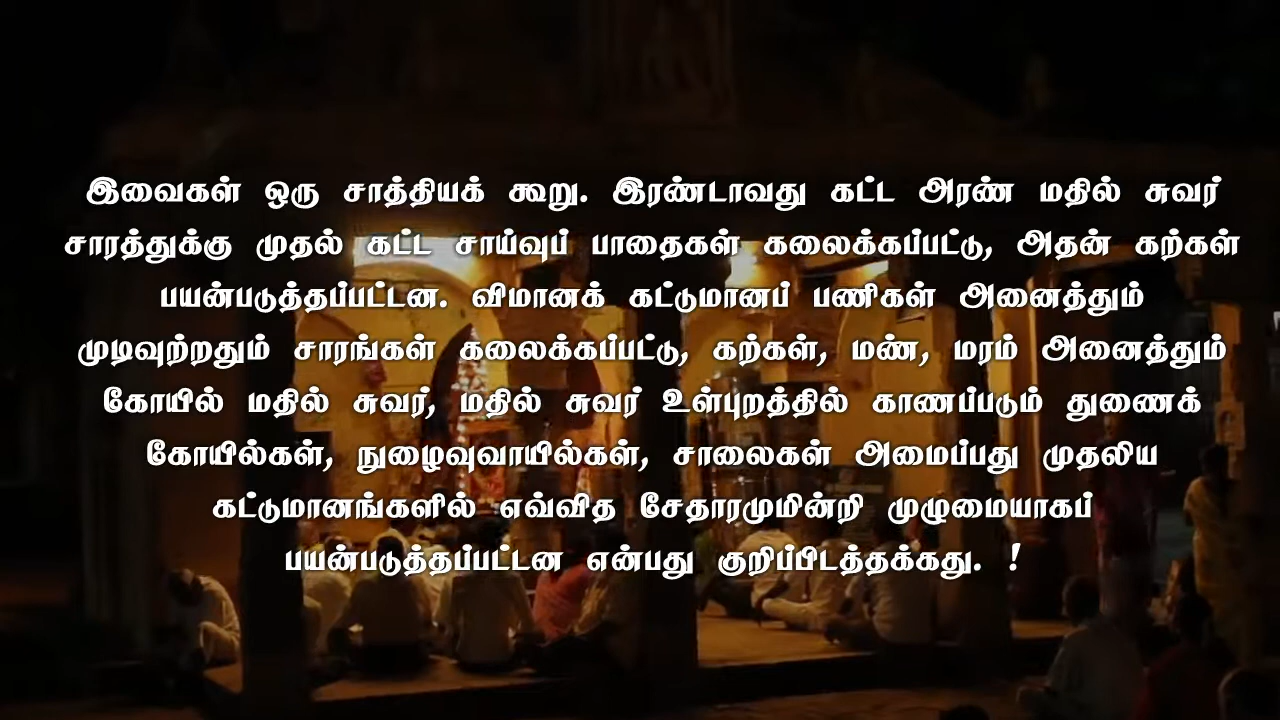 இவைகள் ஒரு சாத்தியக் கூறு. இரண்டாவது கட்ட அரண் மதில் சுவர்
சாரத்துக்கு முதல் கட்ட சாய்வுப் பாதைகள் கலைக்கப்பட்டு, அதன் கற்கள்
பயன்படுத்தப்பட்டன. விமானக் கட்டுமானப் பணிகள் அனைத்தும்
முடிவுற்றதும் சாரங்கள் கலைக்கப்பட்டு, கற்கள், மண், மரம் அனைத்தும்
கோயில் மதில் சுவர், மதில் சுவர் உள்புறத்தில் காணப்படும் துணைக்
கோயில்கள், நுழைவுவாயில்கள், சாலைகள் அமைப்பது முதலிய
கட்டுமானங்களில் எவ்வித சேதாரமுமின்றி முழுமையாகப்
பயன்படுத்தப்பட்டன என்பது குறிப்பிடத்தக்கது. !